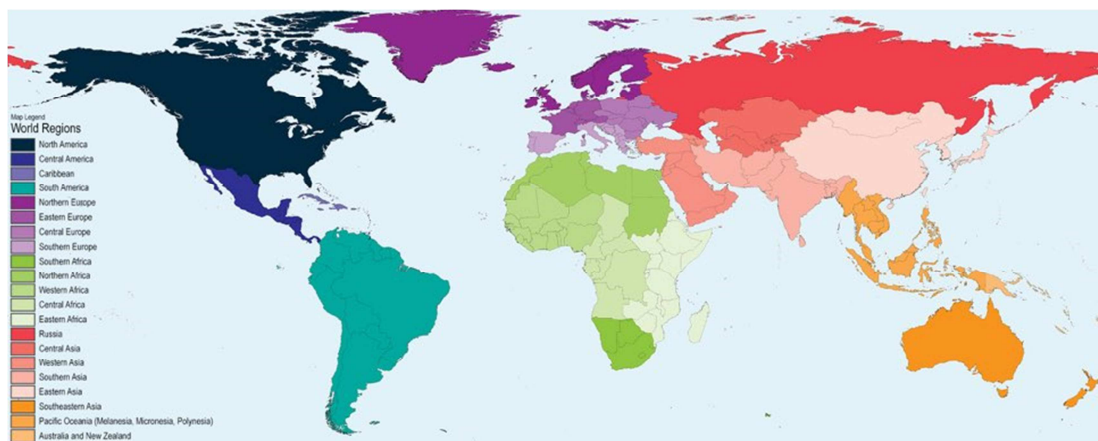 Map Legend
World Regions
North America
Central America
Caribbean
South America
Northern Europe
Eastern Europe
Central Europe
Southern Europe
Southern Africa
Northern Africa
Western Africa
Central Africa
Eastern Africa
Russia
Central Asia
Western Asia
Southern Asia
Eastern Asia
Southeastern Asia
Pacific Oceania (Melanesia, Micronesia, Polynesia)
Australia and New Zealand